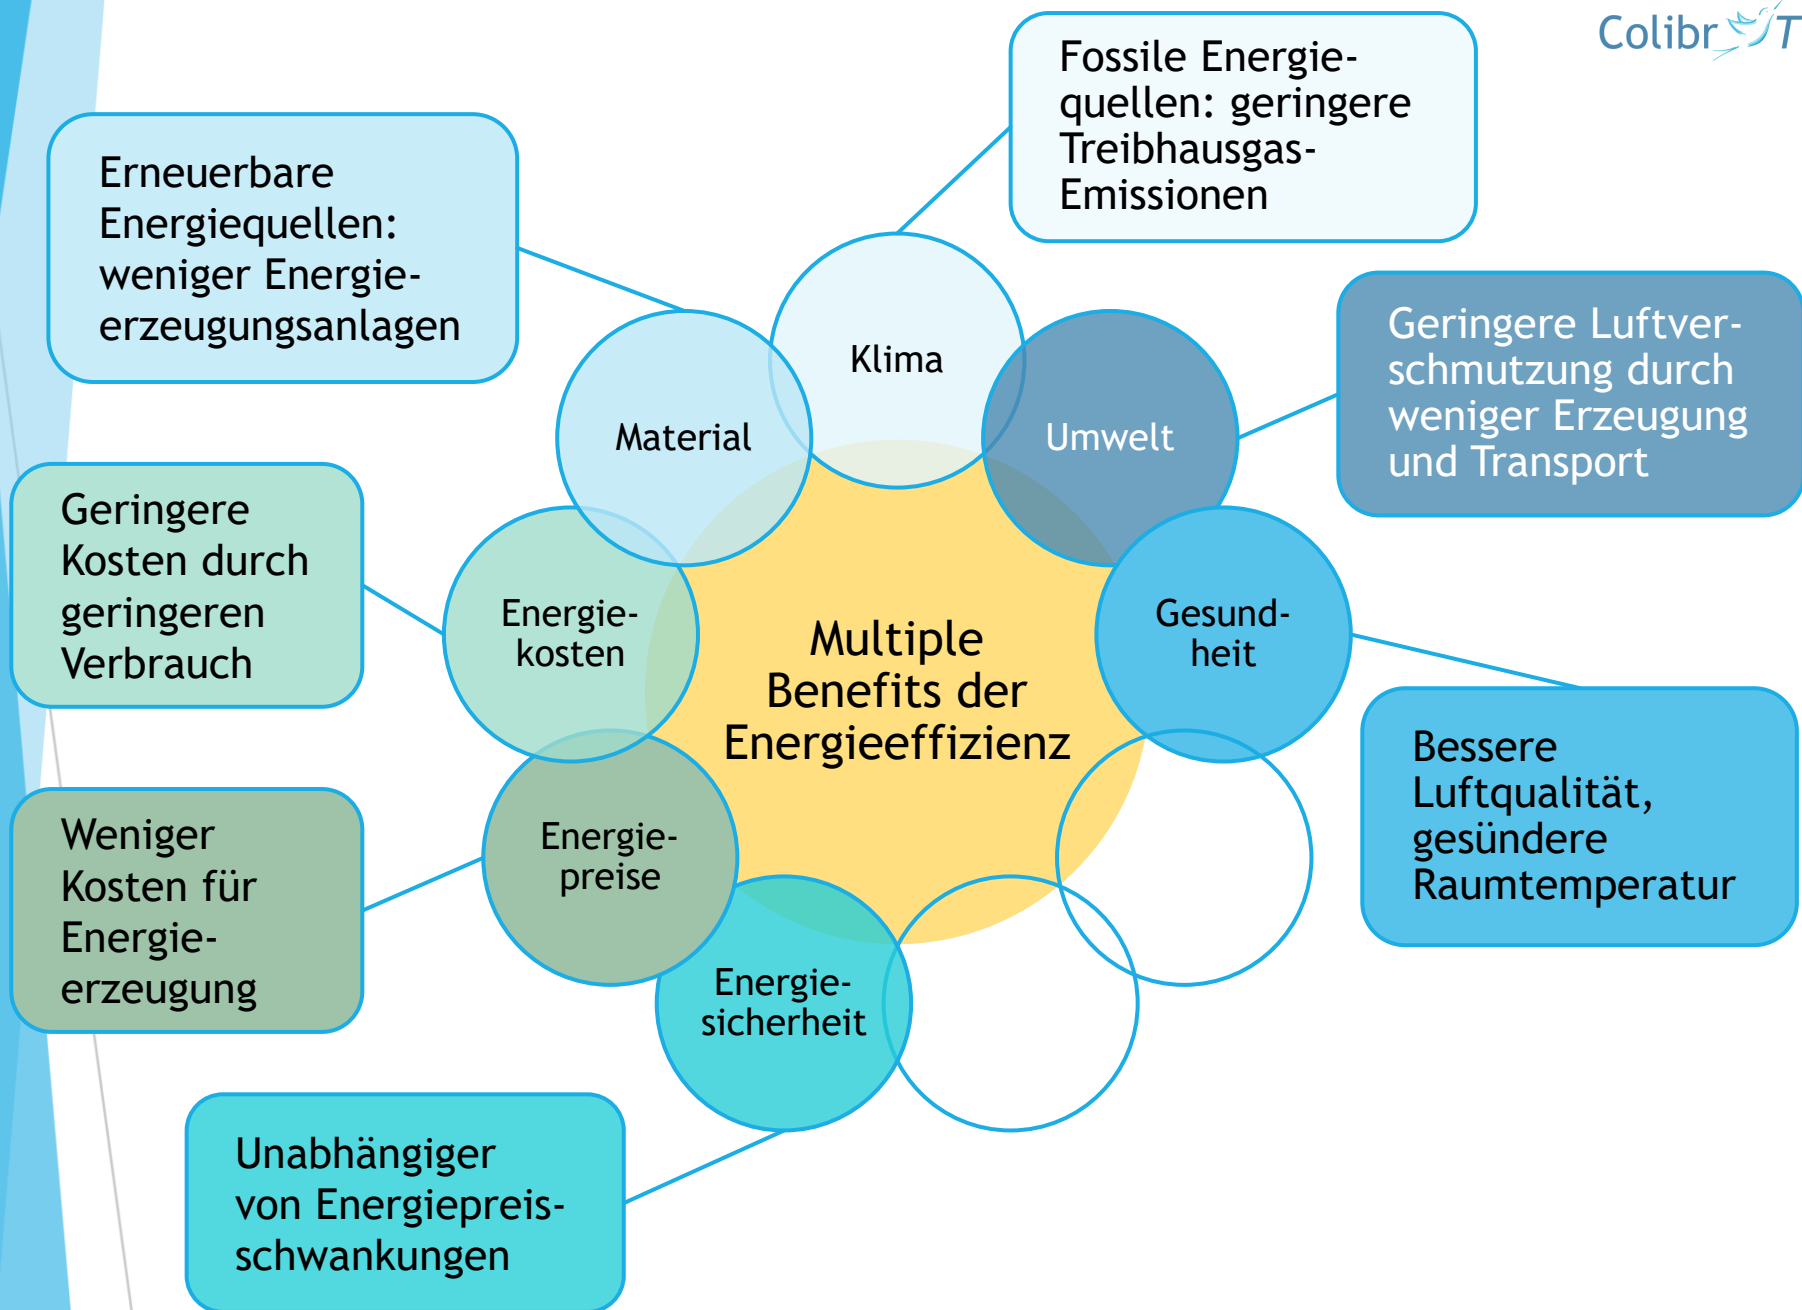 Colibr T
Fossile Energie-
quellen: geringere
Treibhausgas-
Emissionen
Erneuerbare
Energiequellen:
weniger Energie-
erzeugungsanlagen
Geringere Luftver-
schmutzung durch
weniger Erzeugung
und Transport
Klima
Material
Umwelt
Geringere
Kosten durch
geringeren
Verbrauch
Energie-
kosten
Multiple
Benefits der
Energieeffizienz
Gesund-
heit
Bessere
Luftqualität,
gesündere
Raumtemperatur
Weniger
Kosten für
Energie-
erzeugung
Energie-
preise
Energie-
sicherheit
Unabhängiger
von Energiepreis-
schwankungen